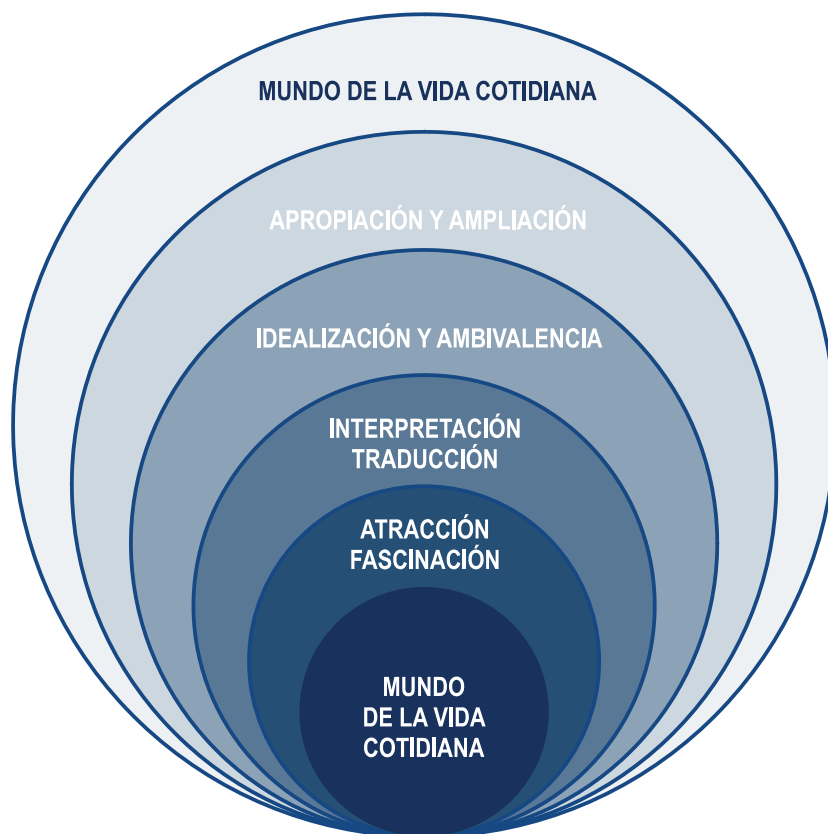 MUNDO DE LA VIDA COTIDIANA
APROPIACIÓN Y AMPLIACIÓN
IDEALIZACIÓN Y AMBIVALENCIA
INTERPRETACIÓN
TRADUCCIÓN
ATRACCIÓN
FASCINACIÓN
MUNDO
DE LA VIDA
COTIDIANA